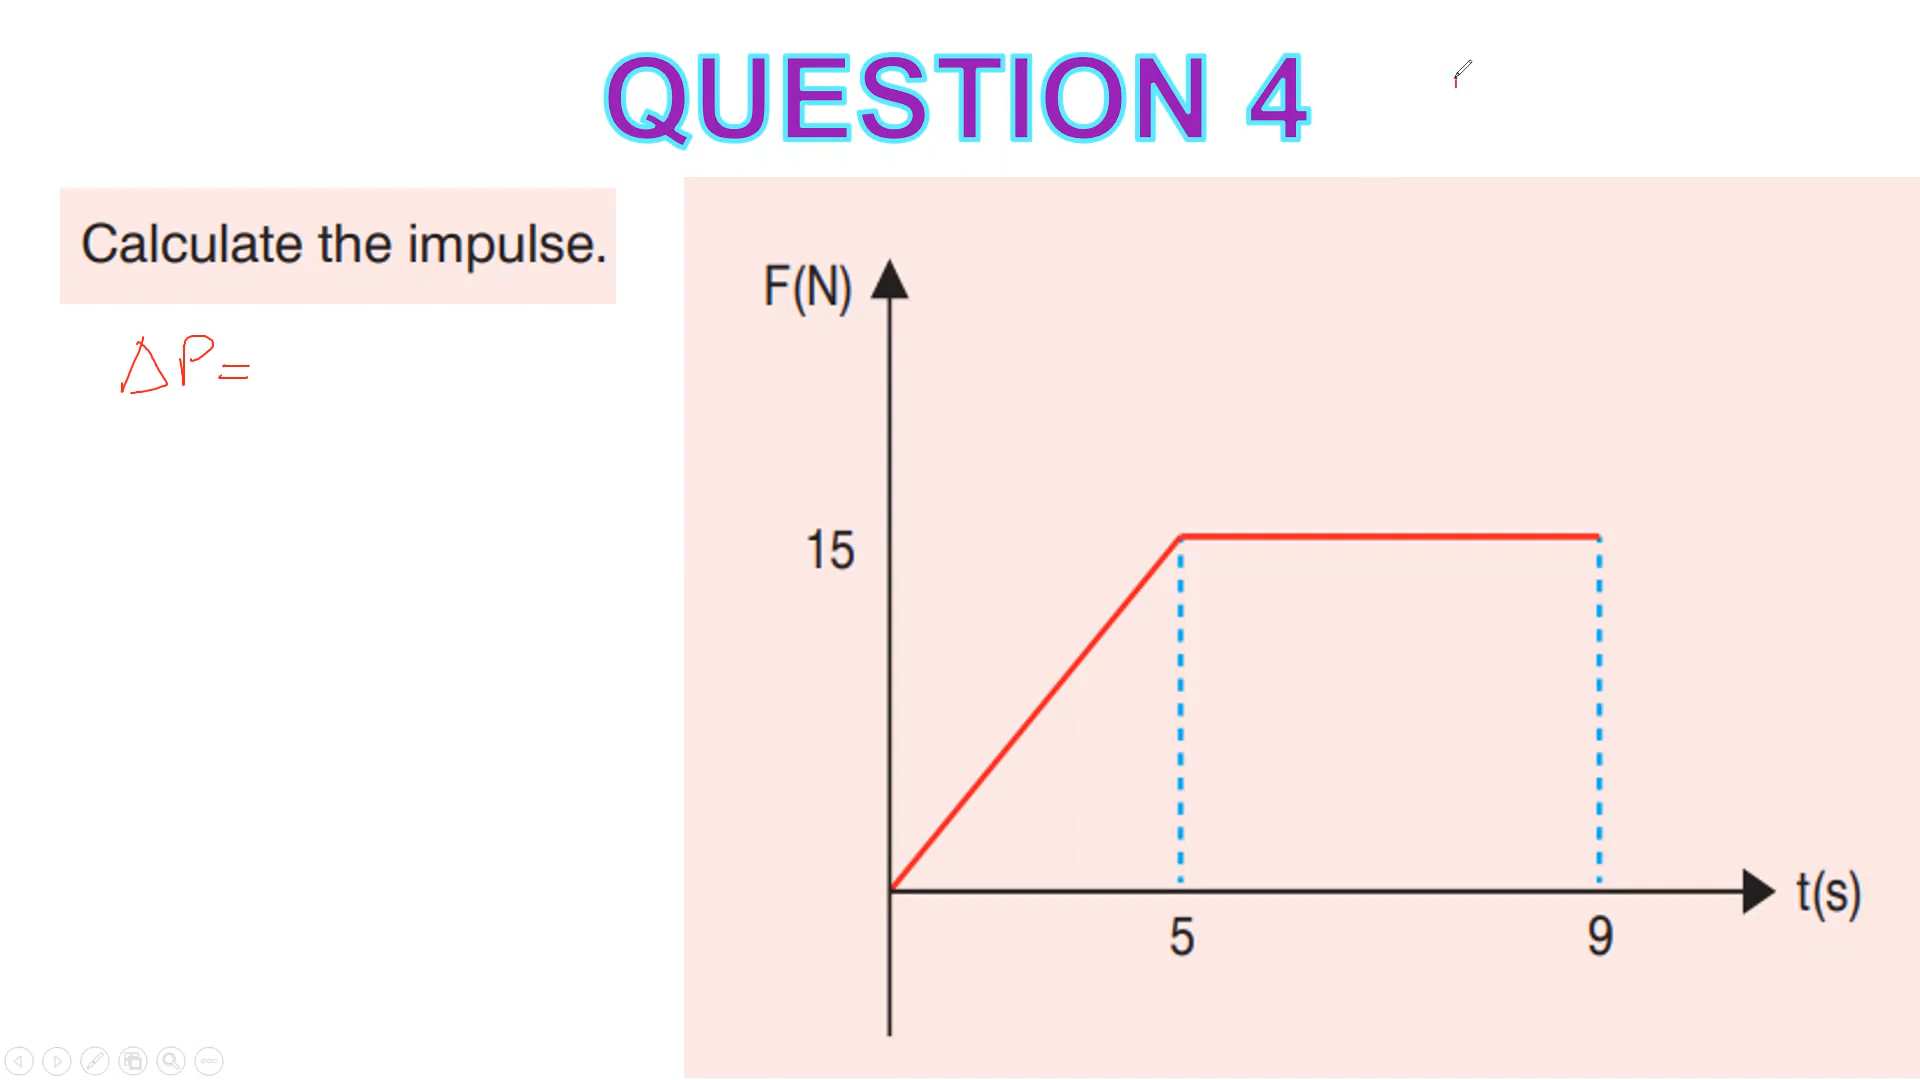 QUESTION 4
Calculate the impulse.
ΔP=
F(N)
15
t(s)
5
9